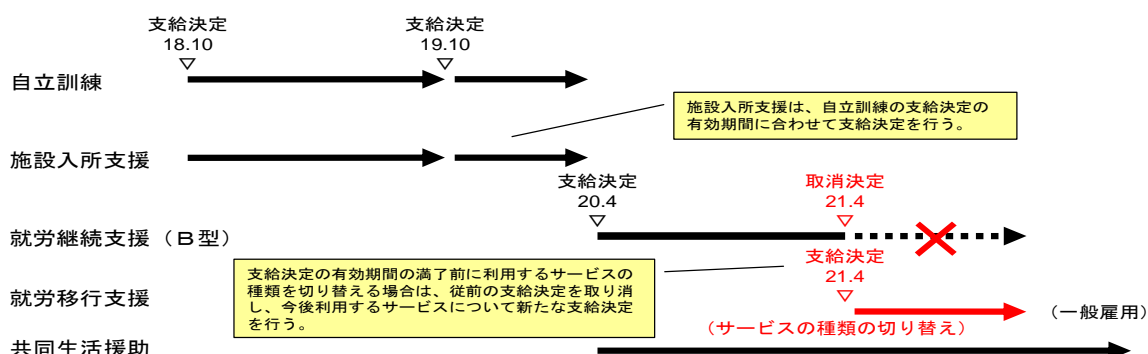 支給決定
18.10
▽
支給決定
19.10
▽
自立訓練
施設入所支援は、自立訓練の支給決定の
有効期間に合わせて支給決定を行う。
施設入所支援
支給決定
20.4
▽
取消決定
21.4
▽
就労継続支援（Ｂ型）
支給決定の有効期間の満了前に利用するサービスの
種類を切り替える場合は、従前の支給決定を取り消
し、今後利用するサービスについて新たな支給決定
を行う。
支給決定
21.4
▽
就労移行支援
（一般雇用）
（サービスの種類の切り替え）
共同生活援助